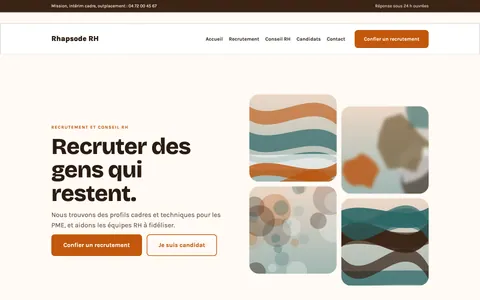 Mission, intérim cadre, outplacement : 04 72 00 45 67
Réponse sous 24 h ouvrées
Rhapsode RH
Accueil Recrutement Conseil RH Candidats Contact Confier un recrutement
RECRUTEMENT ET CONSEIL RH
Recruter des
gens qui
restent.
Nous trouvons des profils cadres et techniques pour les
PME, et aidons les équipes RH à fidéliser.
Confier un recrutement Je suis candidat